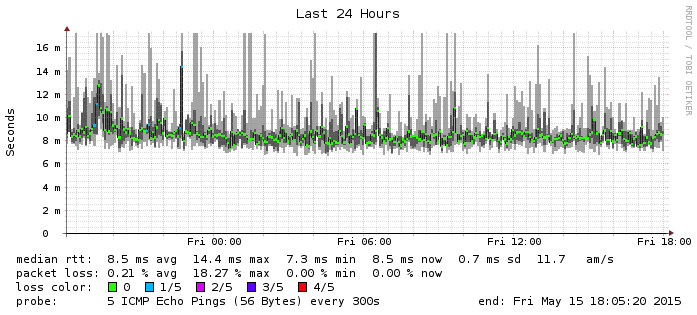 Last 24 Hours
RRDTOOL / TOBI OETIKER
Seconds
16 m
14 m
12 m
10 m
8 m
6 m
4 m
2 m
0
Fri 00:00 Fri 06:00 Fri 12:00 Fri 18:00
median rtt: 8.5 ms avg 14.4 ms max 7.3 ms min 8.5 ms now 0.7 ms sd 11.7 am/s
packet loss: 0.21 % avg 18.27 % max 0.00 % min 0.00 % now
loss color: 0 1/5 2/5 3/5 4/5
probe: 5 ICMP Echo Pings (56 Bytes) every 300s end: Fri May 15 18:05:20 2015